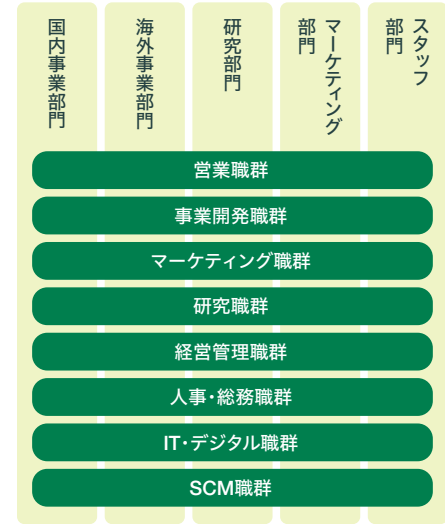 国内事業部門
海外事業部門
研究部門
マーケティング
部門
スタッフ
部門
営業職群
事業開発職群
マーケティング職群
研究職群
経営管理職群
人事・総務職群
IT・デジタル職群
SCM職群